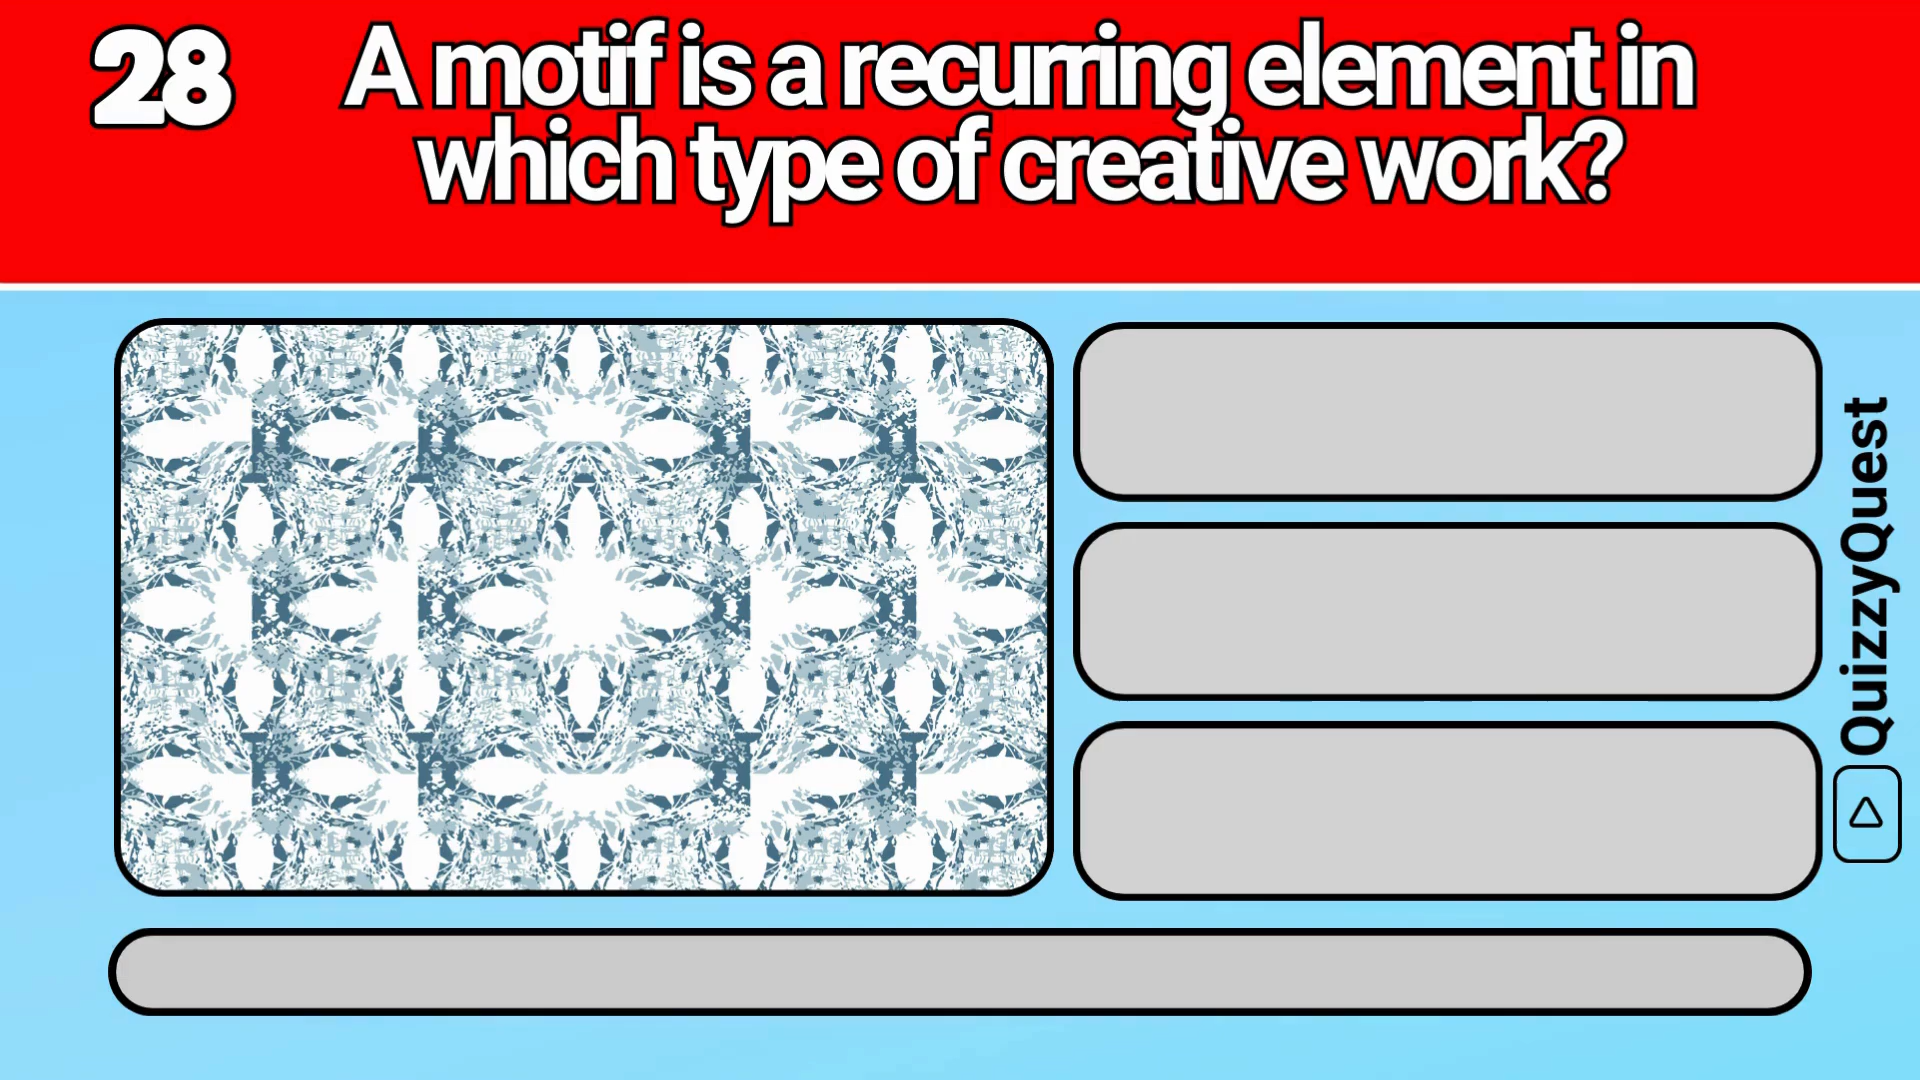 28
A motif is a recurring element in
which type of creative work?
QuizzyQuest